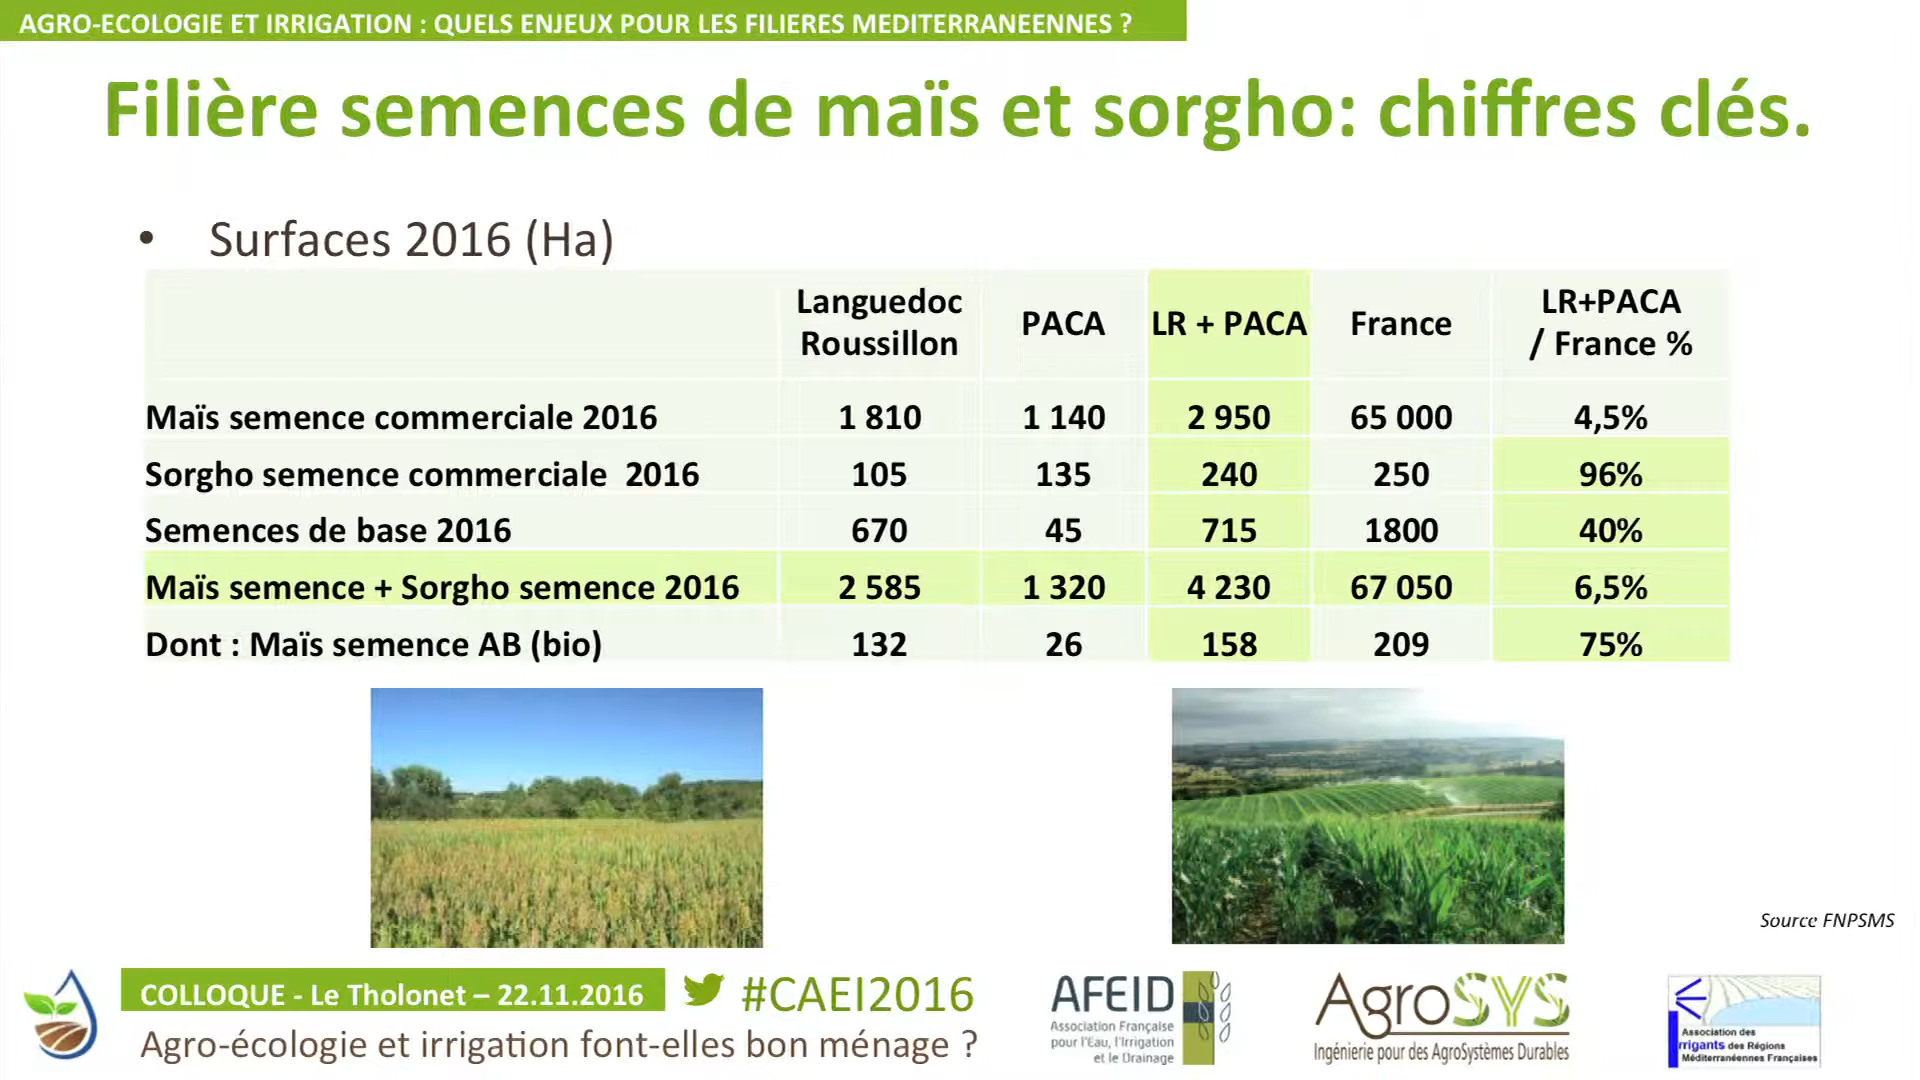 AGRO-ECOLOGIE ET IRRIGATION : QUELS ENJEUX POUR LES FILIERES MEDITERRANEENNES ?
Filière semences de maïs et sorgho: chiffres clés.
• Surfaces 2016 (Ha)
Languedoc Roussillon PACA LR + PACA France LR+PACA / France %
Maïs semence commerciale 2016 1 810 1 140 2 950 65 000 4,5%
Sorgho semence commerciale 2016 105 135 240 250 96%
Semences de base 2016 670 45 715 1800 40%
Maïs semence + Sorgho semence 2016 2 585 1 320 4 230 67 050 6,5%
Dont : Maïs semence AB (bio) 132 26 158 209 75%
Source FNPSMS
COLLOQUE - Le Tholonet – 22.11.2016
#CAEI2016
Agro-écologie et irrigation font-elles bon ménage ?
AFEID
Association Française
pour l'Eau, l'Irrigation
et le Drainage
AgroSYS
Ingénierie pour des AgroSystèmes Durables
Association des
Irrigants des Régions
Méditerranéennes Françaises